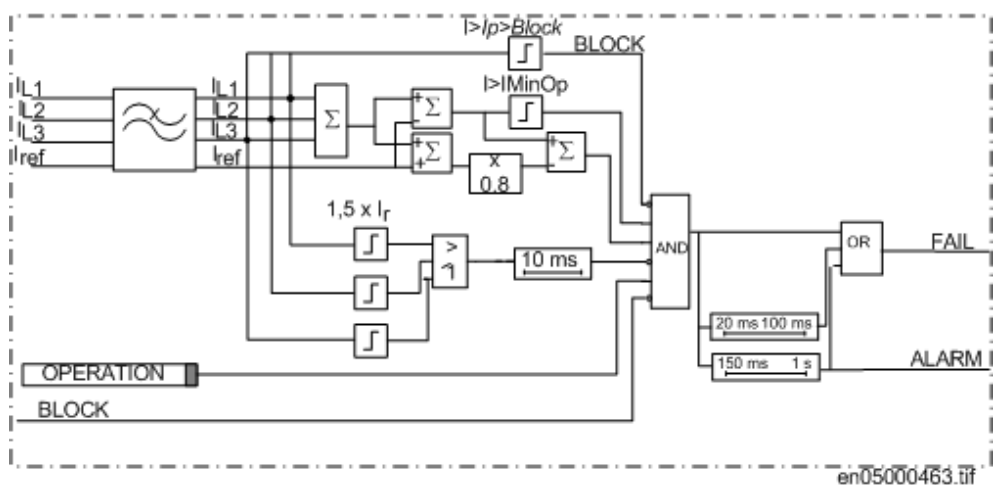 I>Ip>Block
BLOCK
IL1 IL1
I>IMinOp
IL2 IL2
Σ
+ Σ -
IL3 IL3
+ Σ -
Iref Iref
+ Σ +
x 0.8
1,5 x Ir
>
1
10 ms
AND
OR
FAIL
20 ms 100 ms
150 ms 1 s
ALARM
OPERATION
BLOCK
en05000463.tif